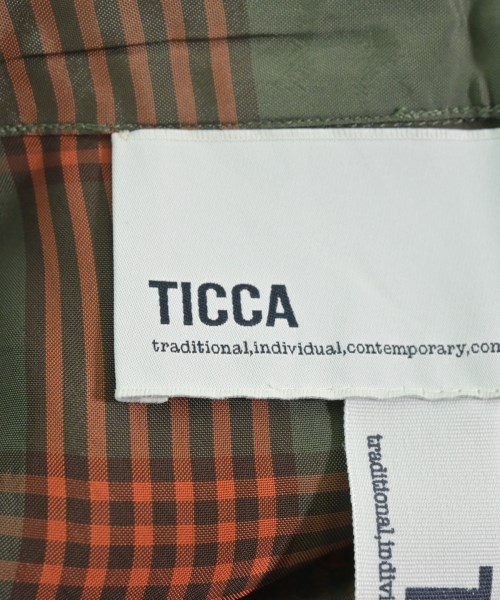 TICCA
traditional,individual,contemporary,com
traditional,indivi
T